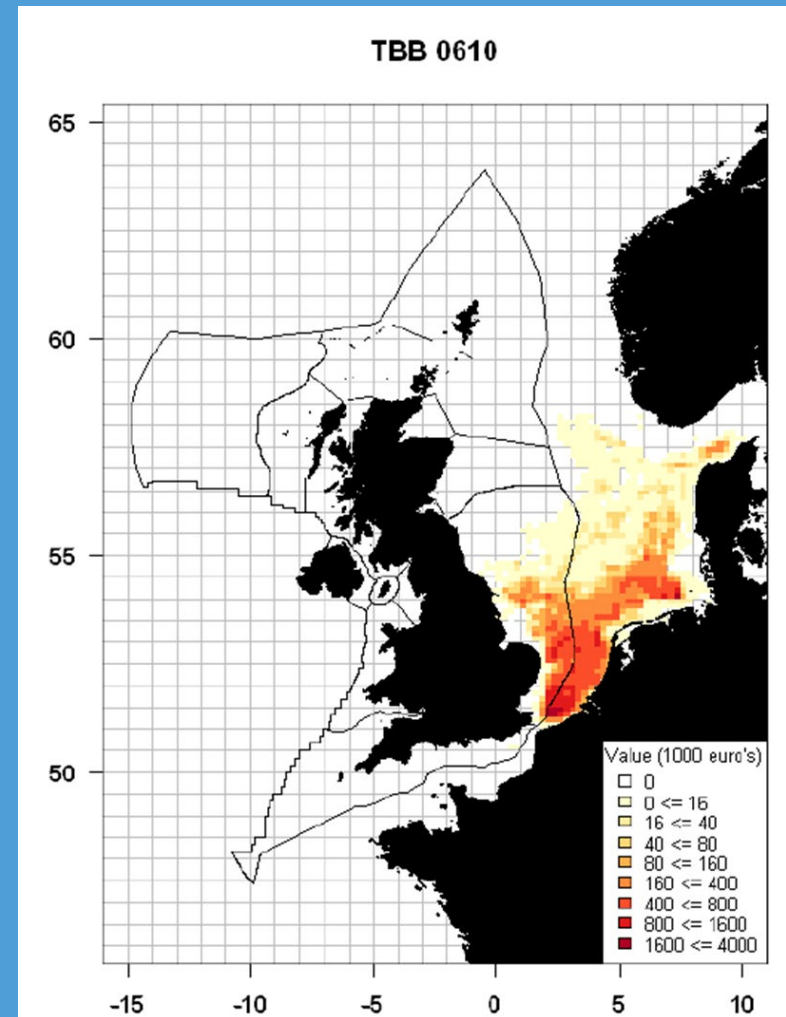 TBB 0610
65
60
55
50
Value (1000 euro's)
0
0 <= 16
16 <= 40
40 <= 80
80 <= 160
160 <= 400
400 <= 800
800 <= 1600
1600 <= 4000
-15 -10 -5 0 5 10